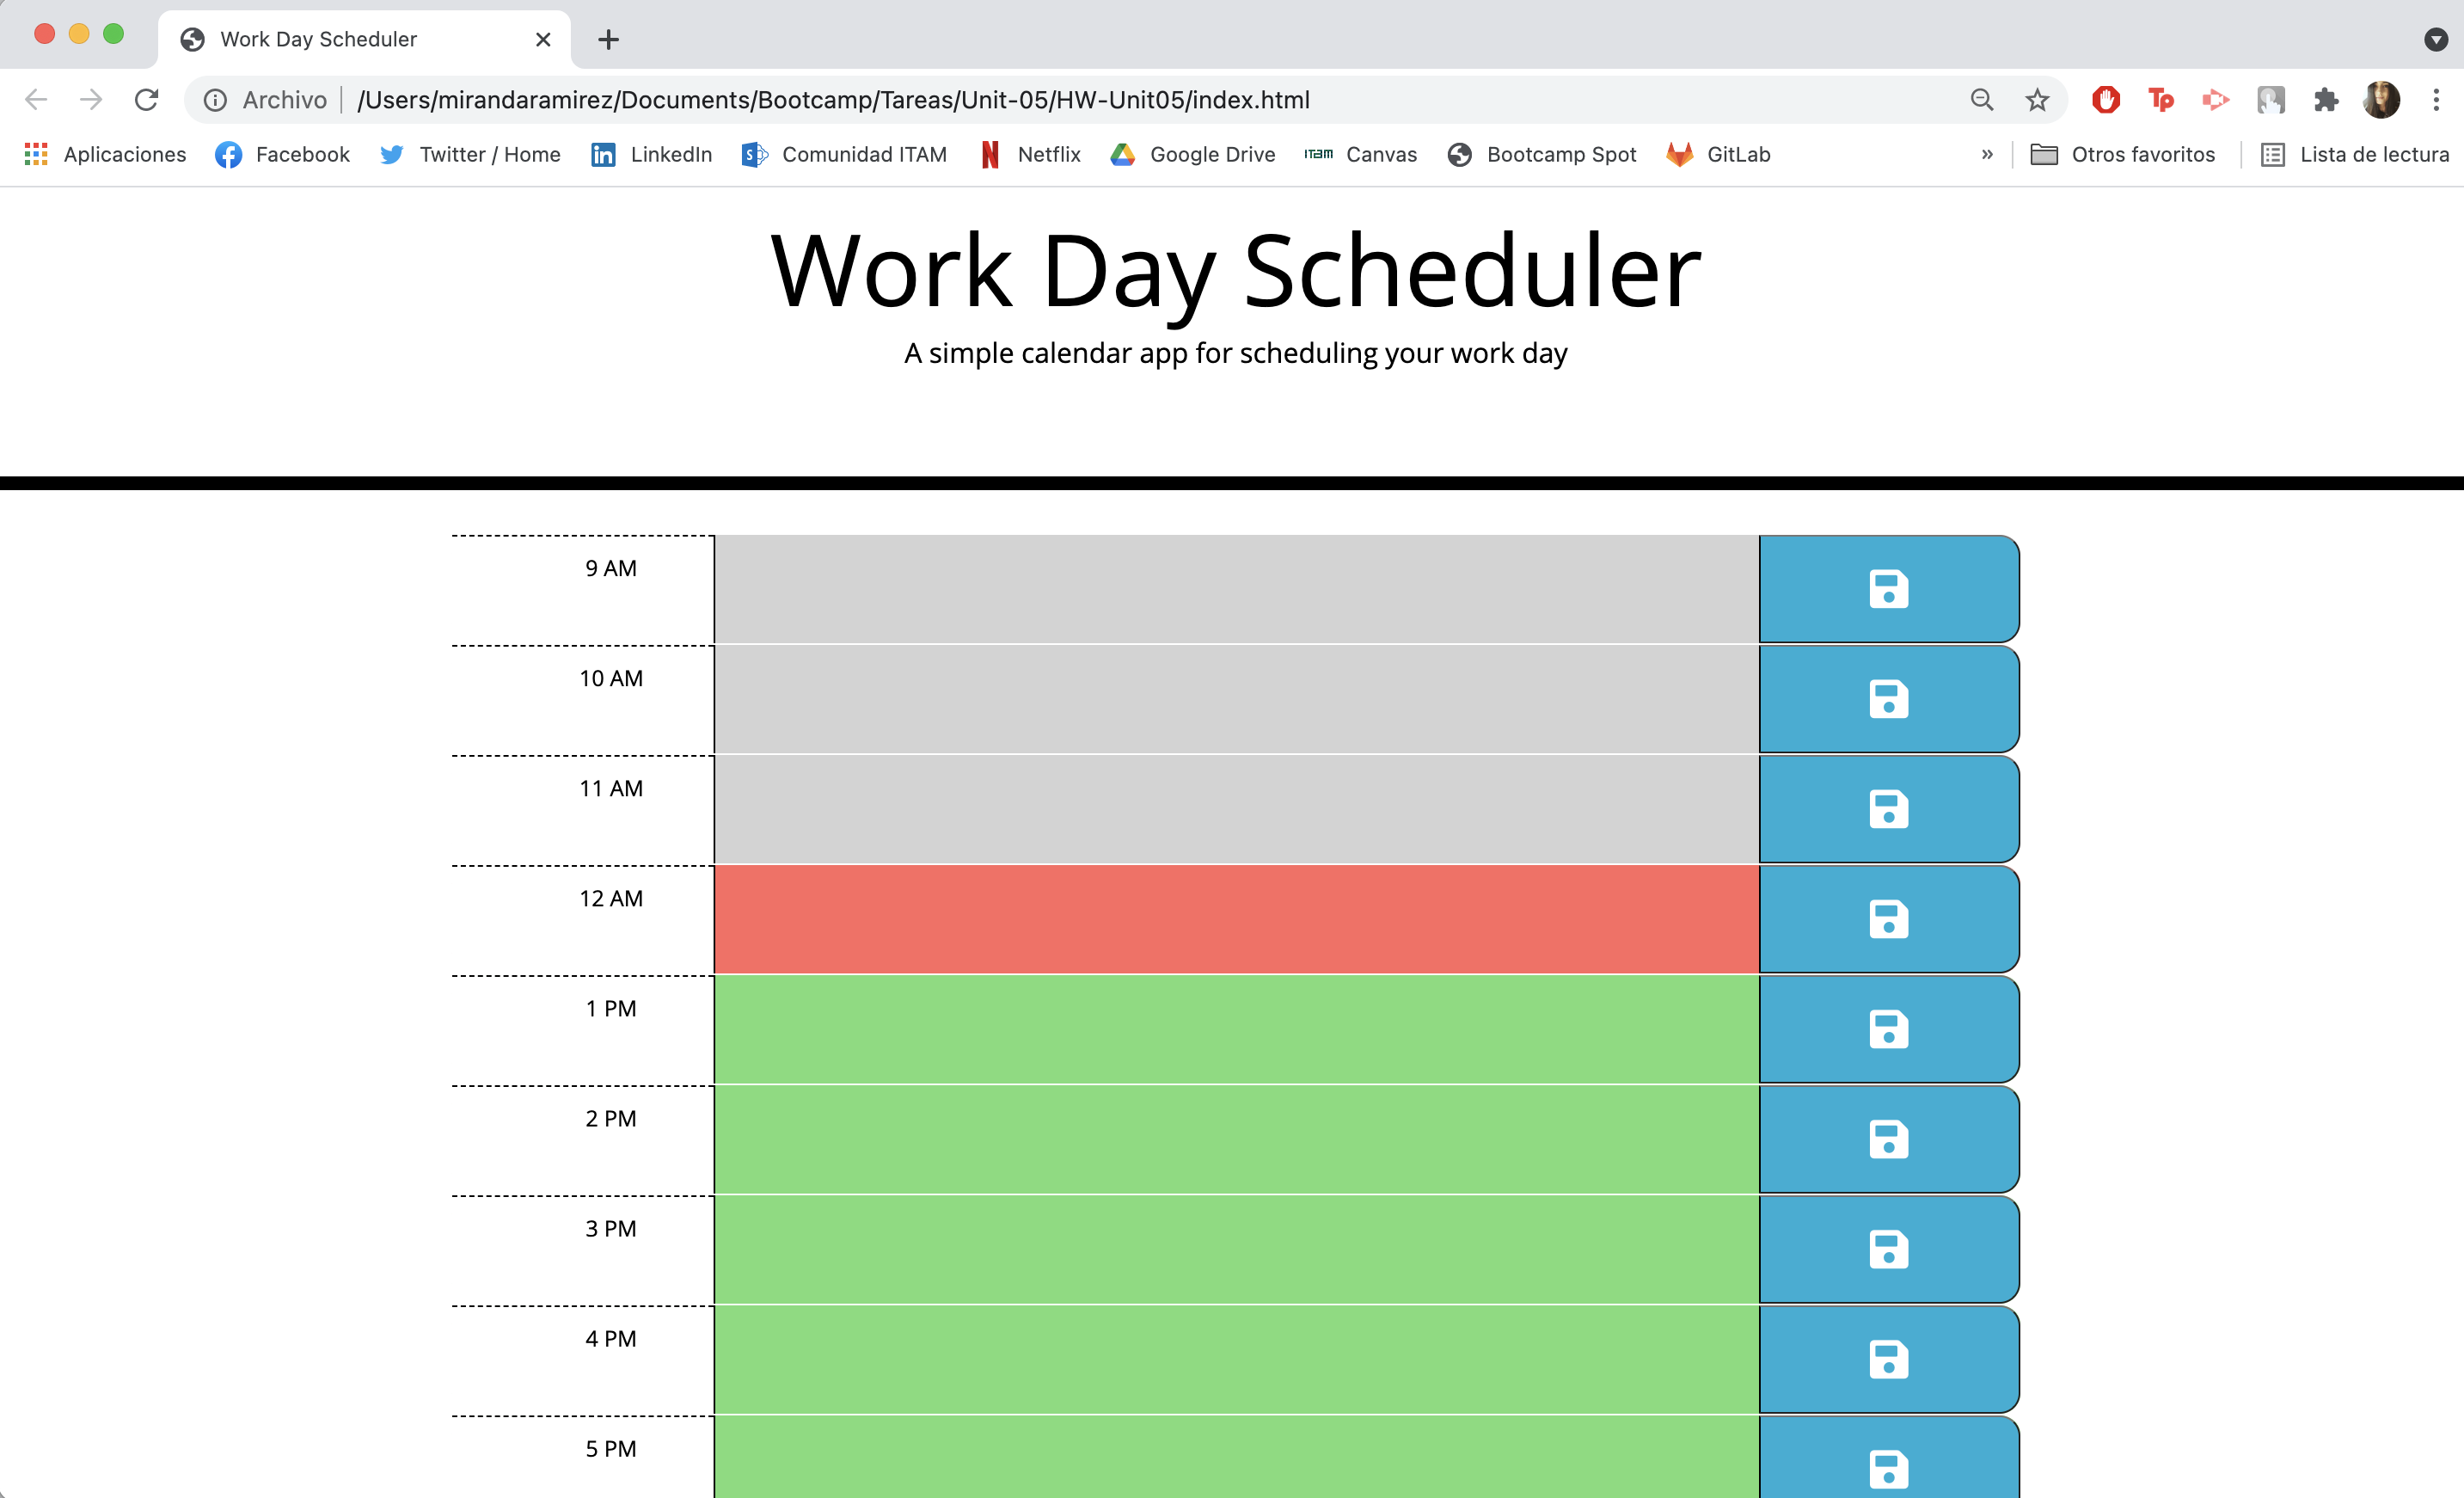 Work Day Scheduler
Archivo /Users/mirandaramirez/Documents/Bootcamp/Tareas/Unit-05/HW-Unit05/index.html Tp
Aplicaciones Facebook Twitter / Home in LinkedIn S Comunidad ITAM N Netflix Google Drive ITAM Canvas Bootcamp Spot GitLab » Otros favoritos Lista de lectura
Work Day Scheduler
A simple calendar app for scheduling your work day
9 AM
10 AM
11 AM
12 AM
1 PM
2 PM
3 PM
4 PM
5 PM